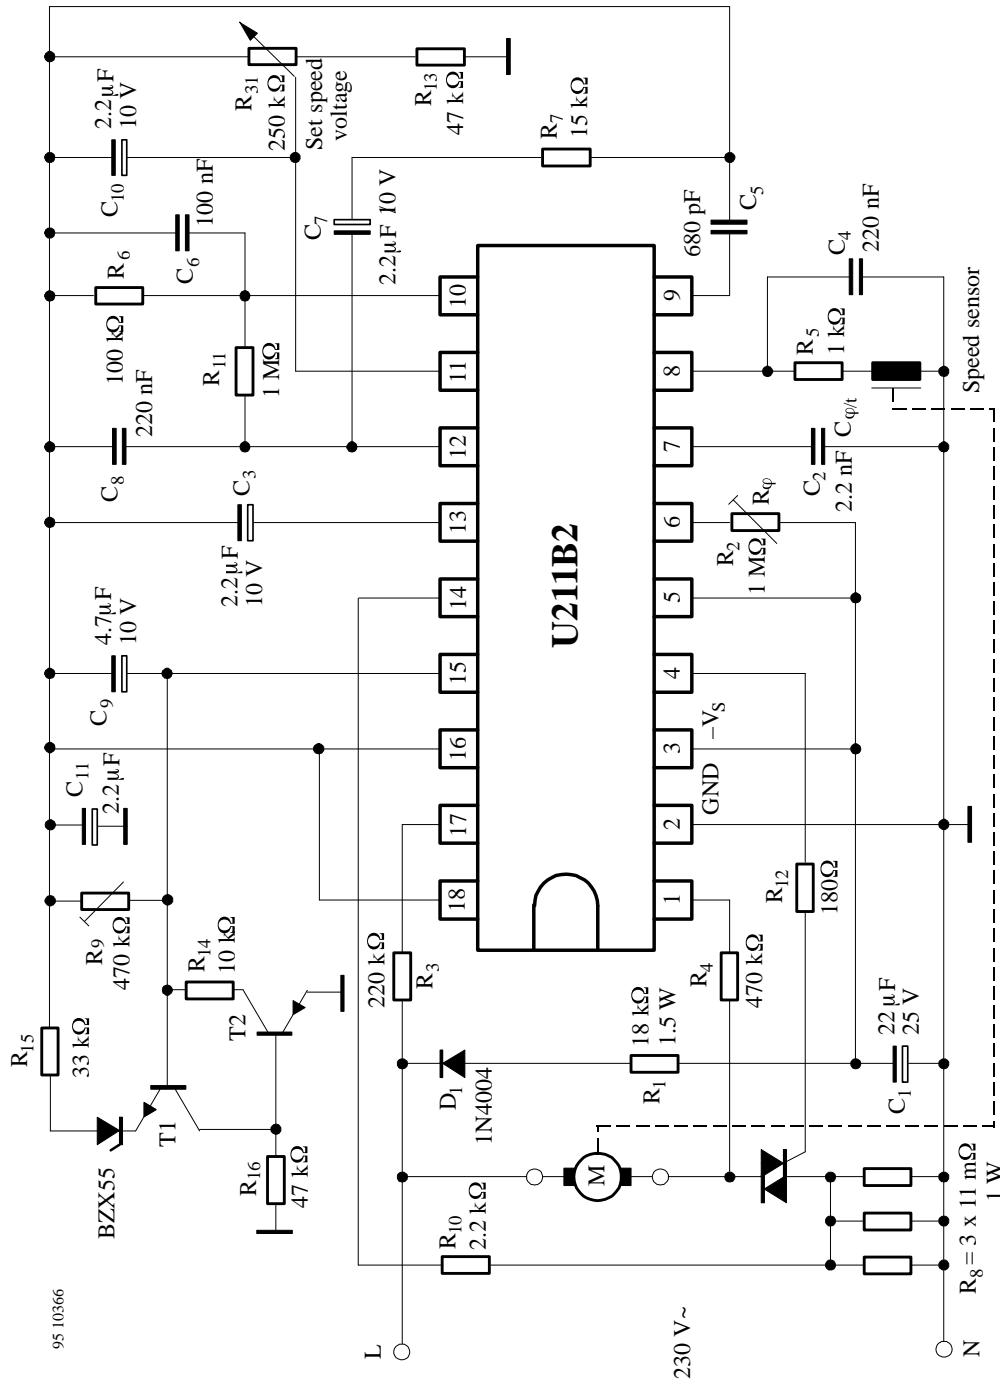 95 10366
L
230 V~
N
R10
2.2 kΩ
R8 = 3 x 11 mΩ
1 W
M
BZX55
T1
R16
47 kΩ
R15
33 kΩ
T2
R14
10 kΩ
R9
470 kΩ
D1
1N4004
R1
18 kΩ
1.5 W
C1
22 µF
25 V
220 kΩ
R3
R4
470 kΩ
R12
180Ω
C11
2.2µF
C9
4.7µF
10 V
2.2µF
10 V
C3
C8
220 nF
100 kΩ
R6
R11
1 MΩ
C6
100 nF
C10
2.2µF
10 V
R31
250 kΩ
Set speed
voltage
R13
47 kΩ
C7
2.2µF 10 V
R7
15 kΩ
680 pF
C5
C4
220 nF
R5
1 kΩ
Speed sensor
C2
2.2 nF
Cφ/t
R2
1 MΩ
Rφ
U211B2
18
17
16
15
14
13
12
11
10
1
2
3
4
5
6
7
8
9
GND
–VS